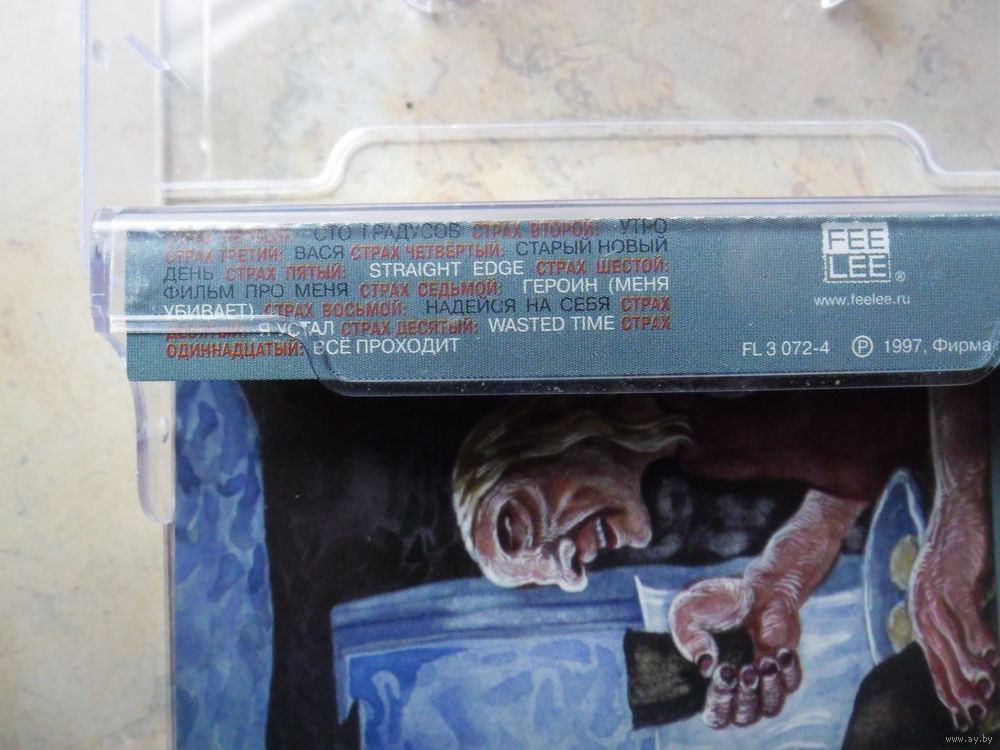 СТО ГРАДУСОВ СТРАХ ВТОРОЙ: УТРО
СТРАХ ТРЕТИЙ: ВАСЯ СТРАХ ЧЕТВЁРТЫЙ: СТАРЫЙ НОВЫЙ
ДЕНЬ СТРАХ ПЯТЫЙ: STRAIGHT EDGE СТРАХ ШЕСТОЙ:
ФИЛЬМ ПРО МЕНЯ СТРАХ СЕДЬМОЙ: ГЕРОИН (МЕНЯ
УБИВАЕТ) СТРАХ ВОСЬМОЙ: НАДЕЙСЯ НА СЕБЯ СТРАХ
Я УСТАЛ СТРАХ ДЕСЯТЫЙ: WASTED TIME СТРАХ
ОДИННАДЦАТЫЙ: ВСЁ ПРОХОДИТ
FEE
LEE ®
www.feelee.ru
FL 3 072-4 ℗ 1997, Фирма
www.ay.by